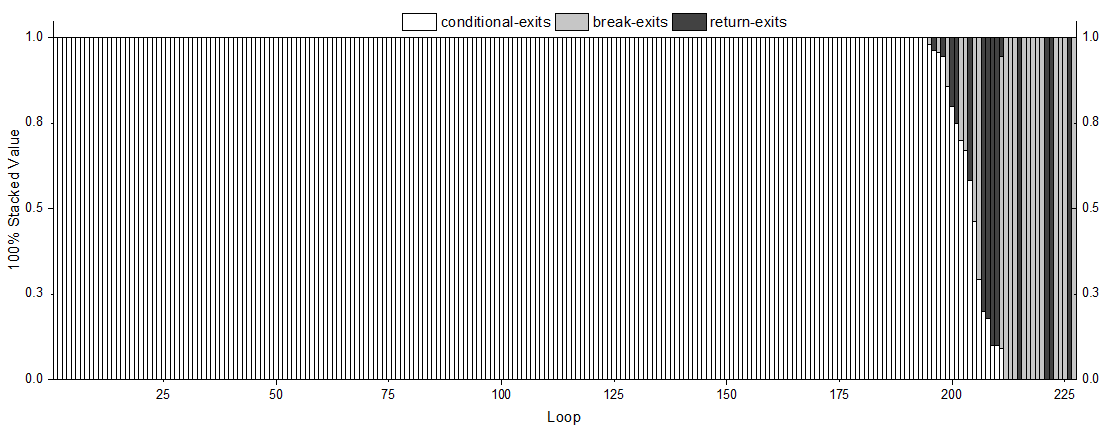 conditional-exits break-exits return-exits
1.0 1.0
0.8 0.8
0.5 0.5
0.3 0.3
0.0 0.0
100% Stacked Value
25 50 75 100 125 150 175 200 225
Loop